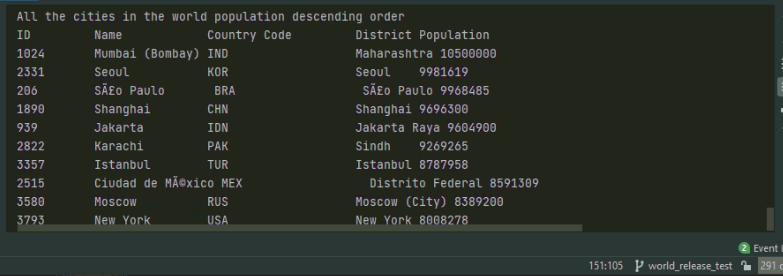 All the cities in the world population descending order
ID Name Country Code District Population
1024 Mumbai (Bombay) IND Maharashtra 10500000
2331 Seoul KOR Seoul 9981619
206 SÃ£o Paulo BRA SÃ£o Paulo 9968485
1890 Shanghai CHN Shanghai 9696300
939 Jakarta IDN Jakarta Raya 9604900
2822 Karachi PAK Sindh 9269265
3357 Istanbul TUR Istanbul 8787958
2515 Ciudad de MÃ©xico MEX Distrito Federal 8591309
3580 Moscow RUS Moscow (City) 8389200
3793 New York USA New York 8008278
2 Event
151:105 world_release_test 291